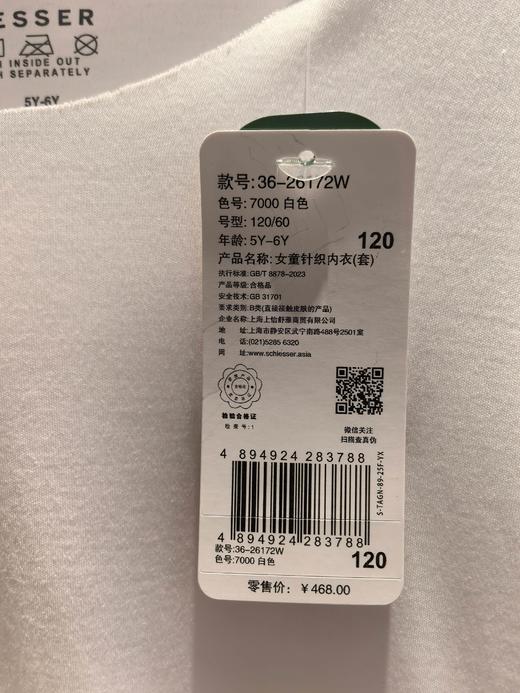 ESSER
INSIDE OUT
SEPARATELY
5Y-6Y
款号:36-26172W
色号:7000 白色
号型:120/60
年龄:5Y-6Y
120
产品名称:女童针织内衣(套)
执行标准:GB/T 8878-2023
产品等级:合格品
安全技术:GB 31701
要求类别:B类(直接接触皮肤的产品)
企业名称:上海上怡舒雅商贸有限公司
地 址:上海市静安区武宁南路488号2501室
电 话:(021)5285 6320
网 址:www.schiesser.asia
检验合格证
检查号:1
微信关注
扫描查真伪
4 894924 283788
S-TAGN-89-25F-YX
4 894924 283788
款号:36-26172W
色号:7000 白色
120
零售价: ¥468.00